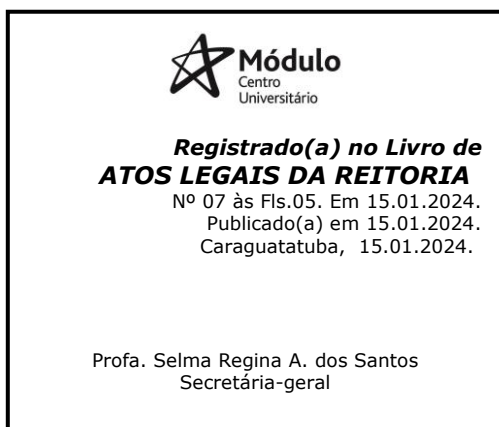 Módulo
Centro
Universitário
Registrado(a) no Livro de
ATOS LEGAIS DA REITORIA
Nº 07 às Fls.05. Em 15.01.2024.
Publicado(a) em 15.01.2024.
Caraguatatuba, 15.01.2024.
Profa. Selma Regina A. dos Santos
Secretária-geral